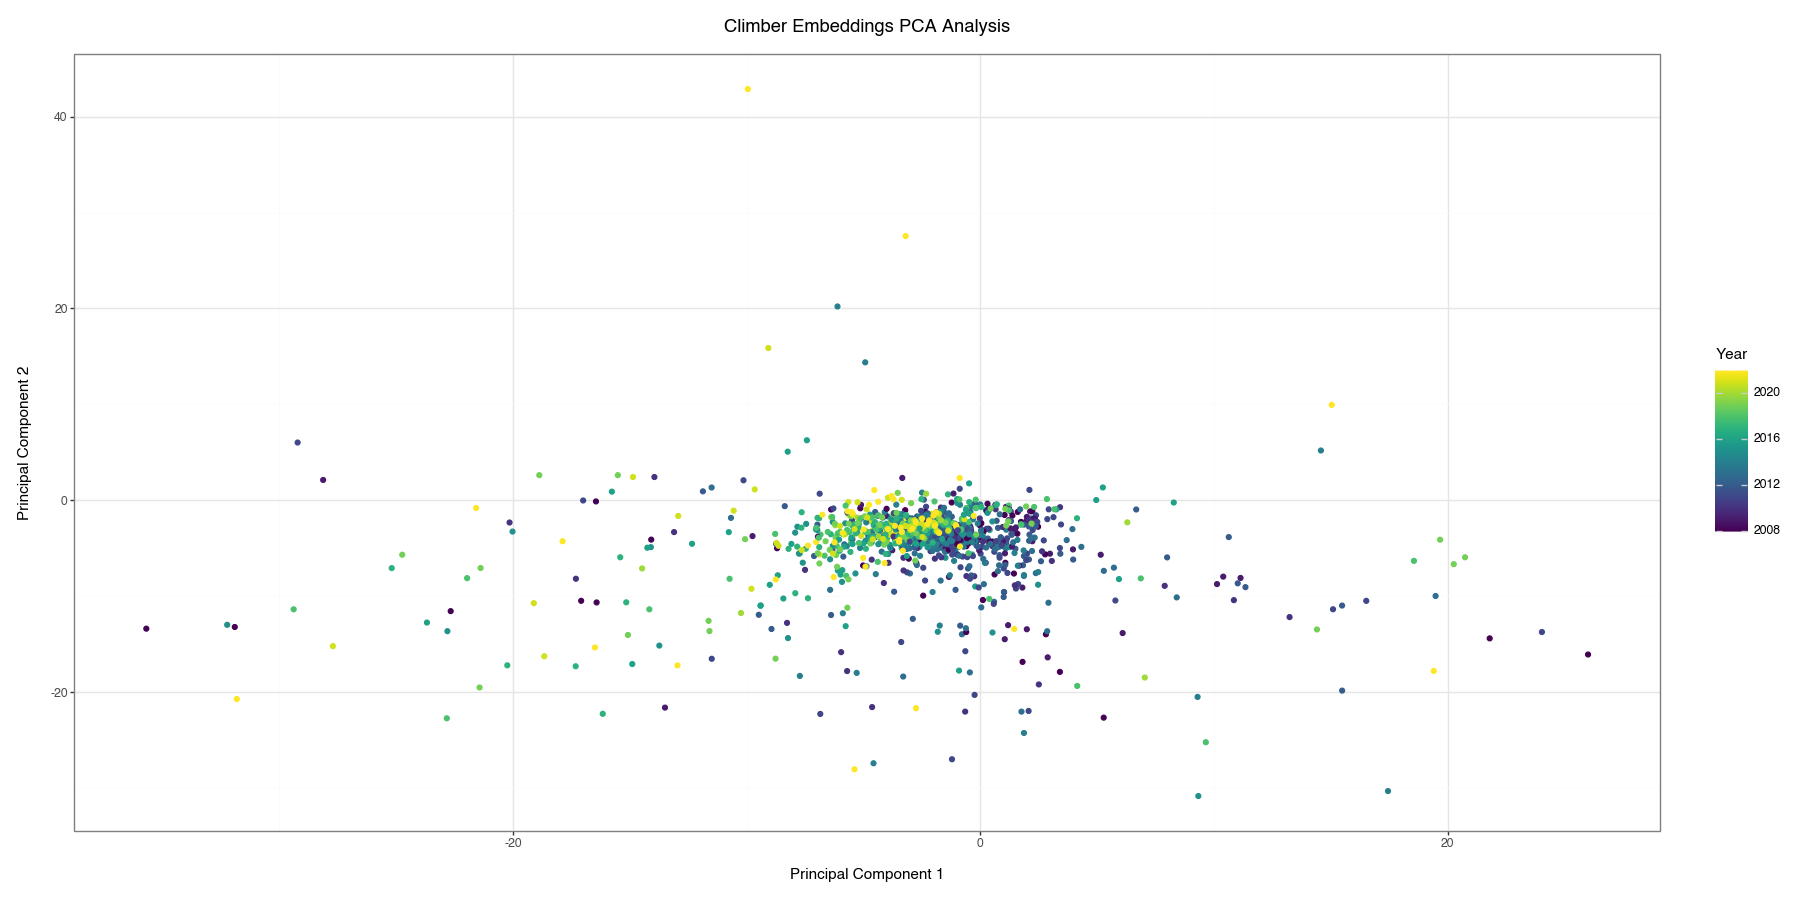 Climber Embeddings PCA Analysis
40
20
0
-20
-20
0
20
Principal Component 2
Principal Component 1
Year
2020
2016
2012
2008